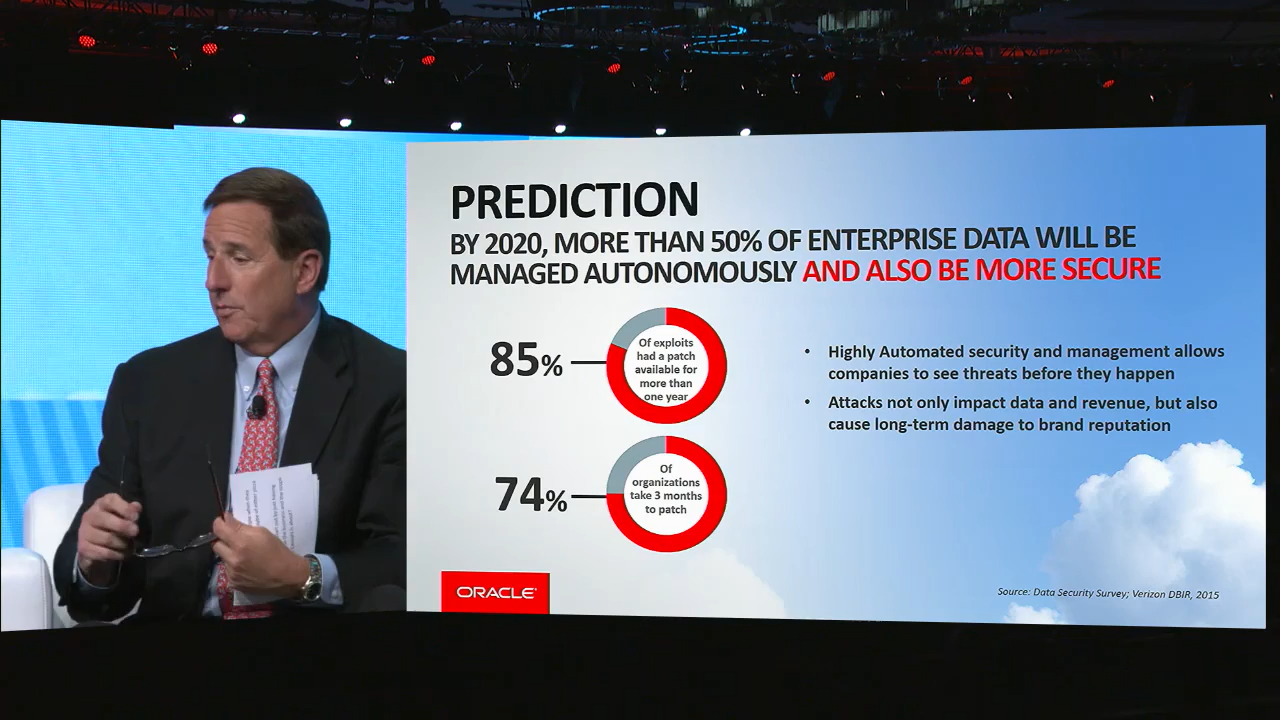 PREDICTION
BY 2020, MORE THAN 50% OF ENTERPRISE DATA WILL BE
MANAGED AUTONOMOUSLY AND ALSO BE MORE SECURE
85%
Of exploits
had a patch
available for
more than
one year
74%
Of
organizations
take 3 months
to patch
• Highly Automated security and management allows
companies to see threats before they happen
• Attacks not only impact data and revenue, but also
cause long-term damage to brand reputation
ORACLE
Source: Data Security Survey; Verizon DBIR, 2015